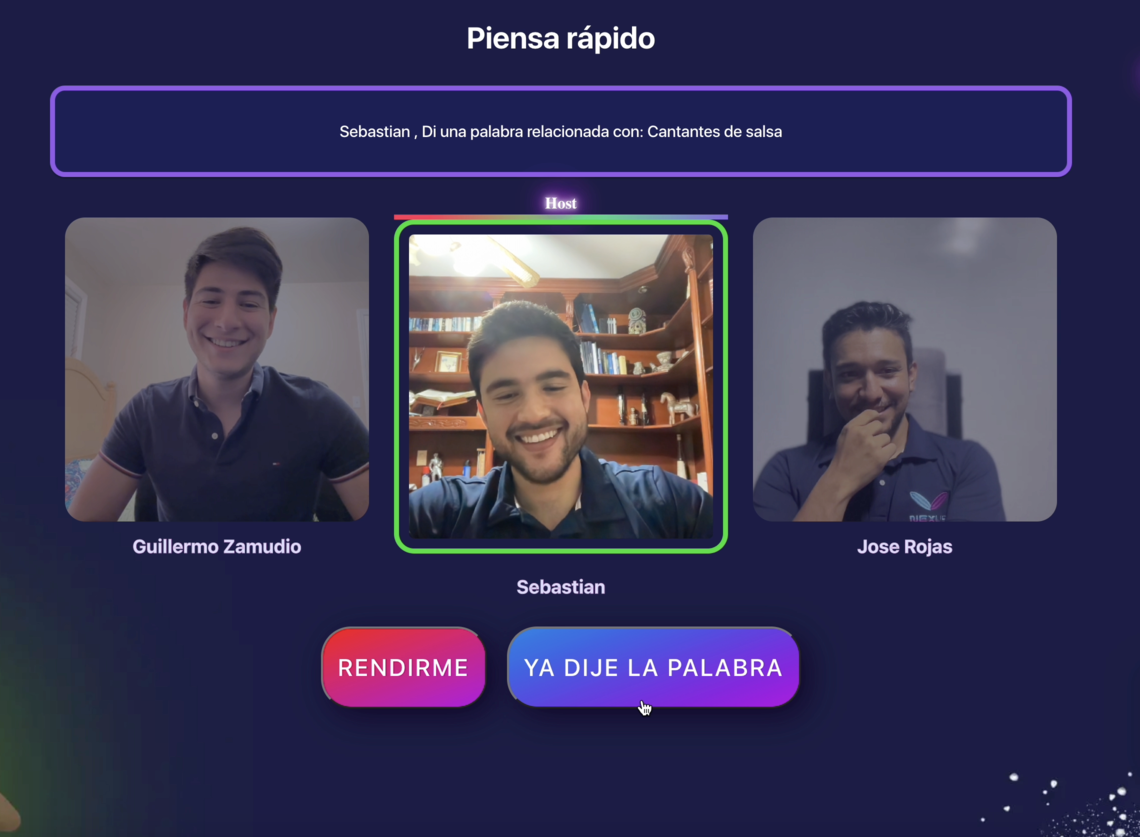 Piensa rápido
Sebastian , Di una palabra relacionada con: Cantantes de salsa
Host
Guillermo Zamudio
Sebastian
Jose Rojas
RENDIRME
YA DIJE LA PALABRA